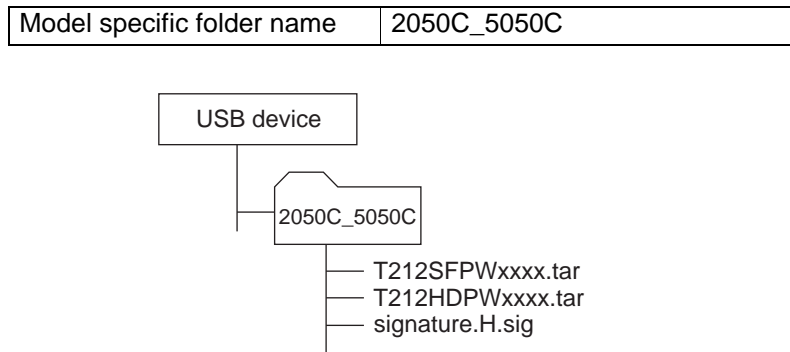 Model specific folder name 2050C_5050C
USB device
2050C_5050C
T212SFPWxxxx.tar
T212HDPWxxxx.tar
signature.H.sig